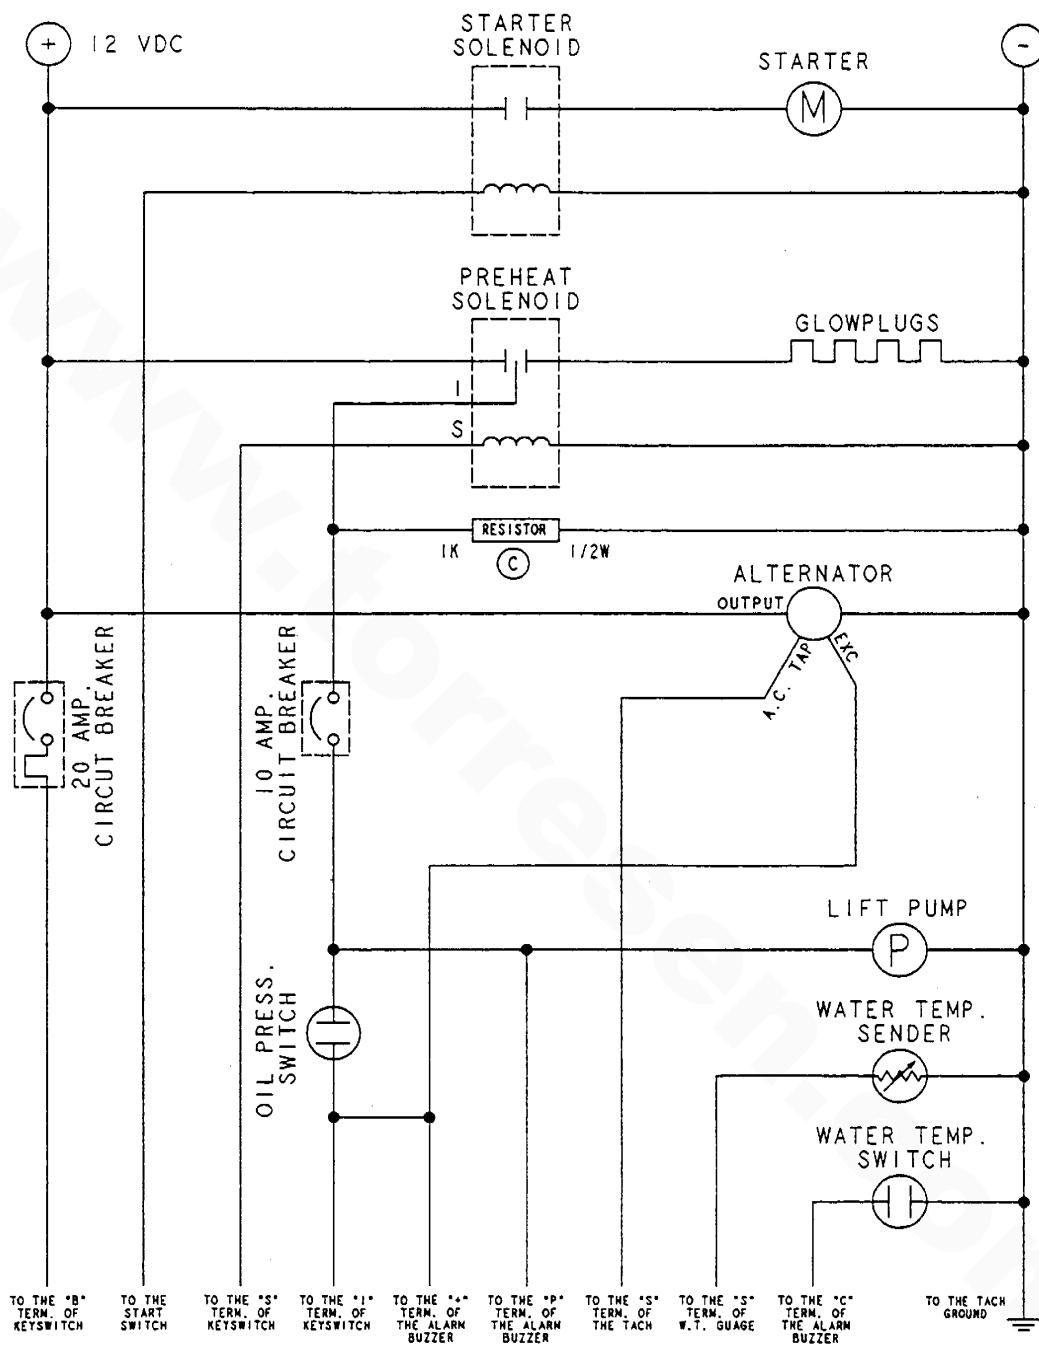 +
12 VDC
STARTER
SOLENOID
-
STARTER
M
PREHEAT
SOLENOID
GLOWPLUGS
I
S
RESISTOR
1K
1/2W
C
ALTERNATOR
OUTPUT
A.C. TAP
EXC
20 AMP.
CIRCUT BREAKER
10 AMP.
CIRCUIT BREAKER
LIFT PUMP
P
OIL PRESS.
SWITCH
WATER TEMP.
SENDER
WATER TEMP.
SWITCH
TO THE "B"
TERM. OF
KEYSWITCH
TO THE
START
SWITCH
TO THE "S"
TERM. OF
KEYSWITCH
TO THE "I"
TERM. OF
KEYSWITCH
TO THE "+"
TERM. OF
THE ALARM
BUZZER
TO THE "P"
TERM. OF
THE ALARM
BUZZER
TO THE "S"
TERM. OF
THE TACH
TO THE "S"
TERM. OF
W.T. GUAGE
TO THE "C"
TERM. OF
THE ALARM
BUZZER
TO THE TACH
GROUND
www.torresen.com